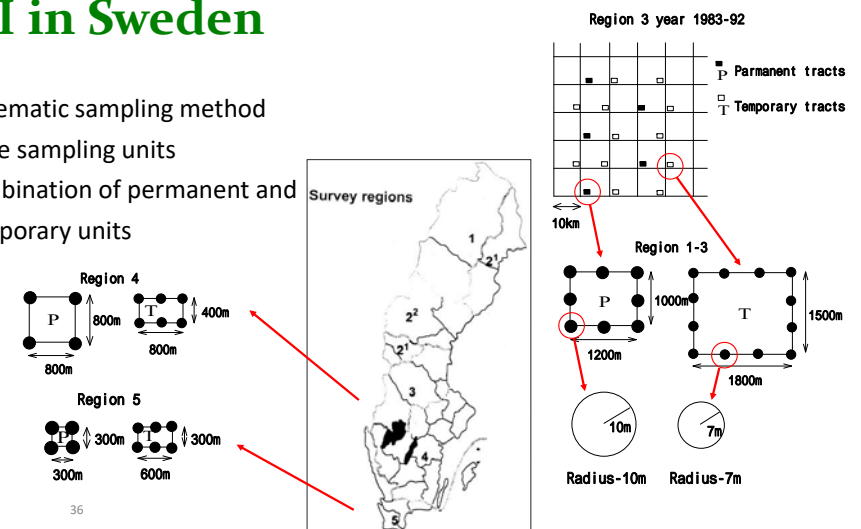 I in Sweden
ematic sampling method
e sampling units
bination of permanent and
porary units
Region 4
P
800m
800m
T
400m
800m
Region 5
P
300m
300m
T
300m
600m
36
Survey regions
1
2¹
2²
2¹
3
4
5
Region 3 year 1983-92
P Parmanent tracts
T Temporary tracts
10km
Region 1-3
P
1000m
1200m
T
1500m
1800m
10m
7m
Radius-10m
Radius-7m